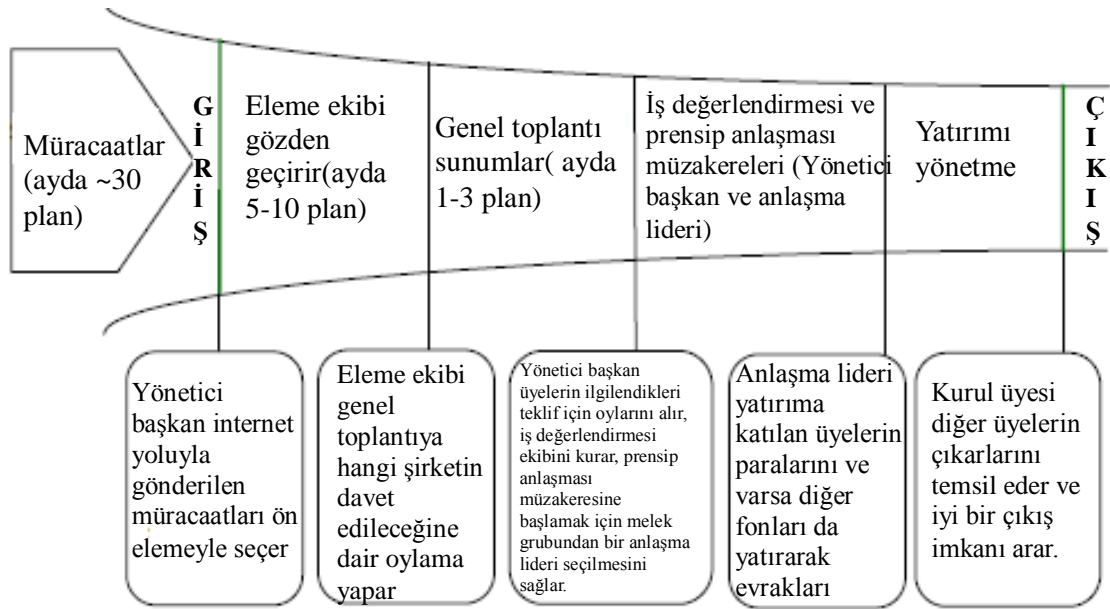 Müracaatlar
(ayda ~30
plan)
GİRİŞ
Eleme ekibi
gözden
geçirir(ayda
5-10 plan)
Genel toplantı
sunumlar( ayda
1-3 plan)
İş değerlendirmesi ve
prensip anlaşması
müzakereleri (Yönetici
başkan ve anlaşma
lideri)
Yatırımı
yönetme
ÇIKIŞ
Yönetici
başkan internet
yoluyla
gönderilen
müracaatları ön
elemeyle seçer
Eleme ekibi
genel
toplantıya
hangi şirketin
davet
edileceğine
dair oylama
yapar
Yönetici başkan
üyelerin ilgilendikleri
teklif için oylarını alır,
iş değerlendirmesi
ekibini kurar, prensip
anlaşması
müzakeresine
başlamak için melek
grubundan bir anlaşma
lideri seçilmesini
sağlar.
Anlaşma lideri
yatırıma
katılan üyelerin
paralarını ve
varsa diğer
fonları da
yatırarak
evrakları
Kurul üyesi
diğer üyelerin
çıkarlarını
temsil eder ve
iyi bir çıkış
imkanı arar.